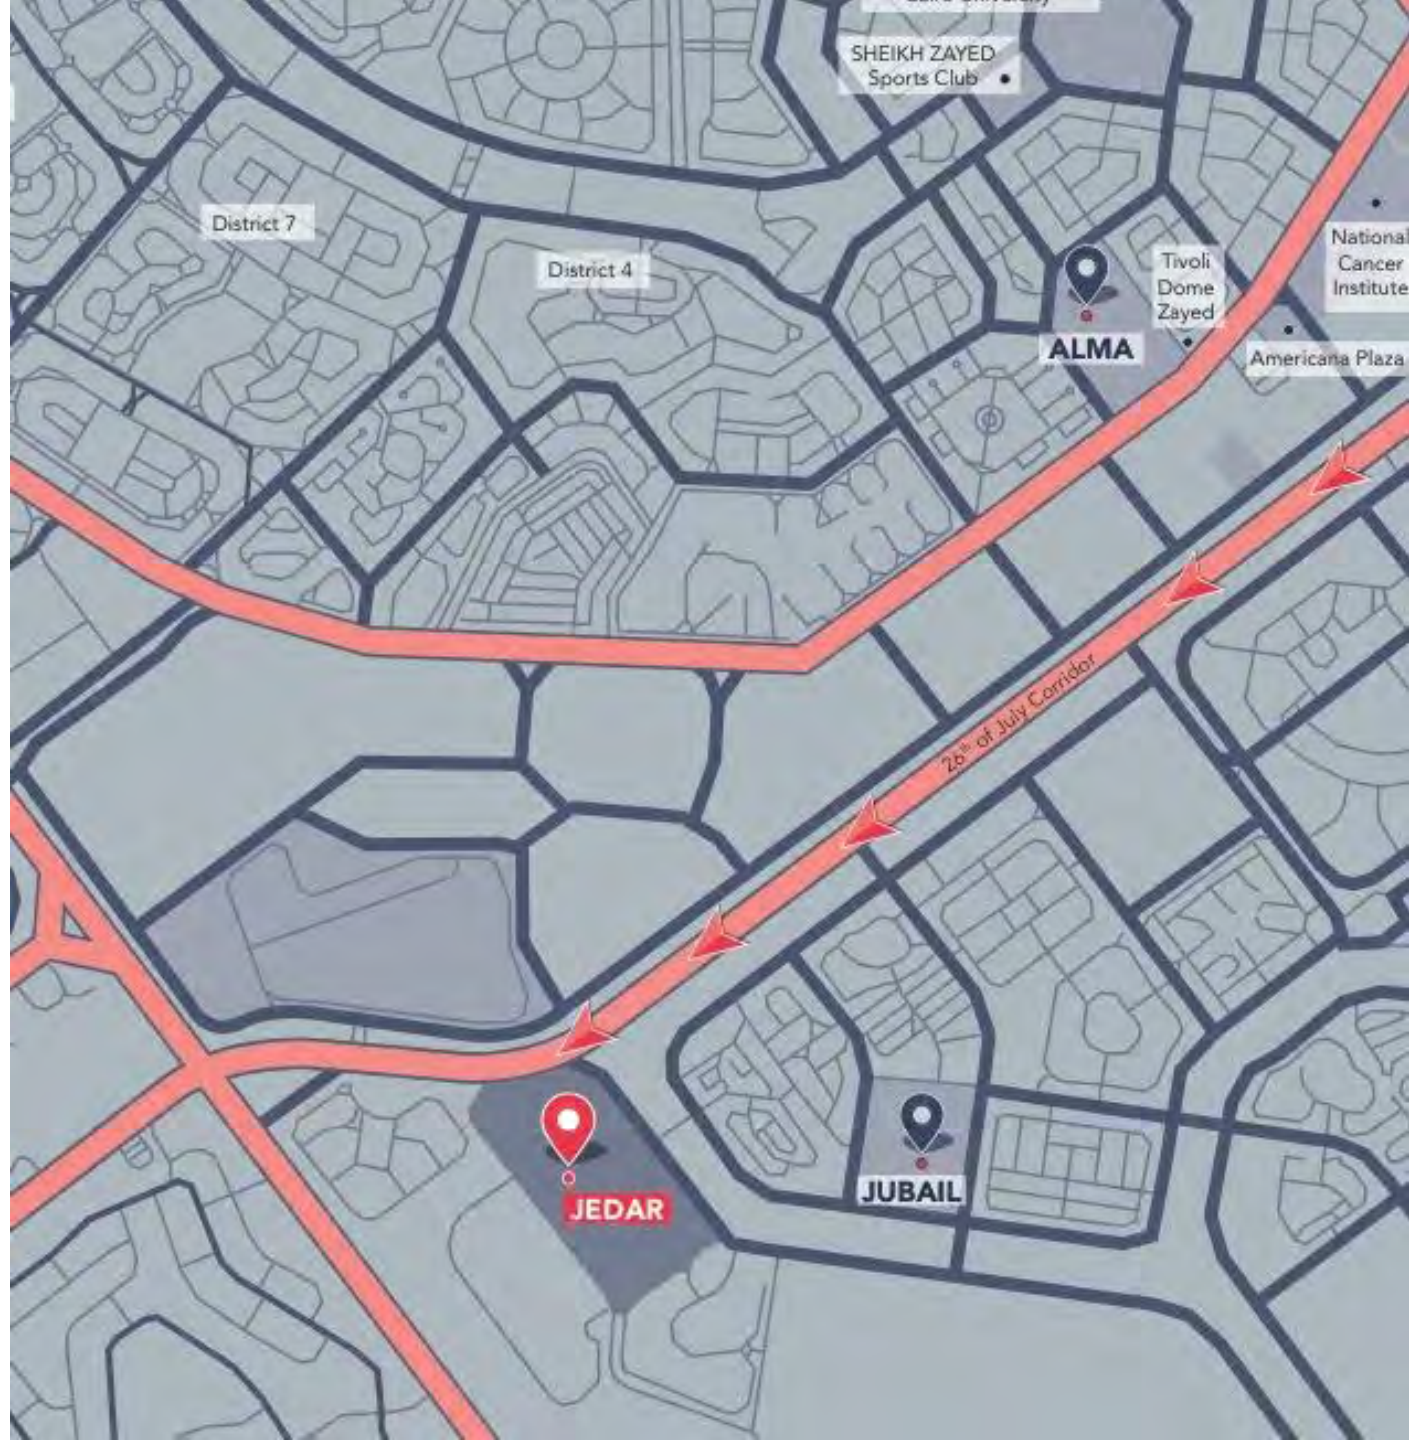 SHEIKH ZAYED
Sports Club
District 7
District 4
National
Cancer
Institute
Tivoli
Dome
Zayed
ALMA
Americana Plaza
26th of July Corridor
JUBAIL
JEDAR